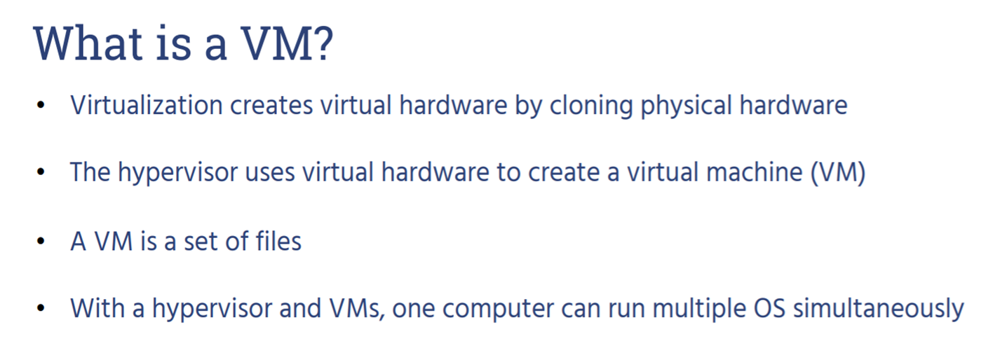 What is a VM?
• Virtualization creates virtual hardware by cloning physical hardware
• The hypervisor uses virtual hardware to create a virtual machine (VM)
• A VM is a set of files
• With a hypervisor and VMs, one computer can run multiple OS simultaneously